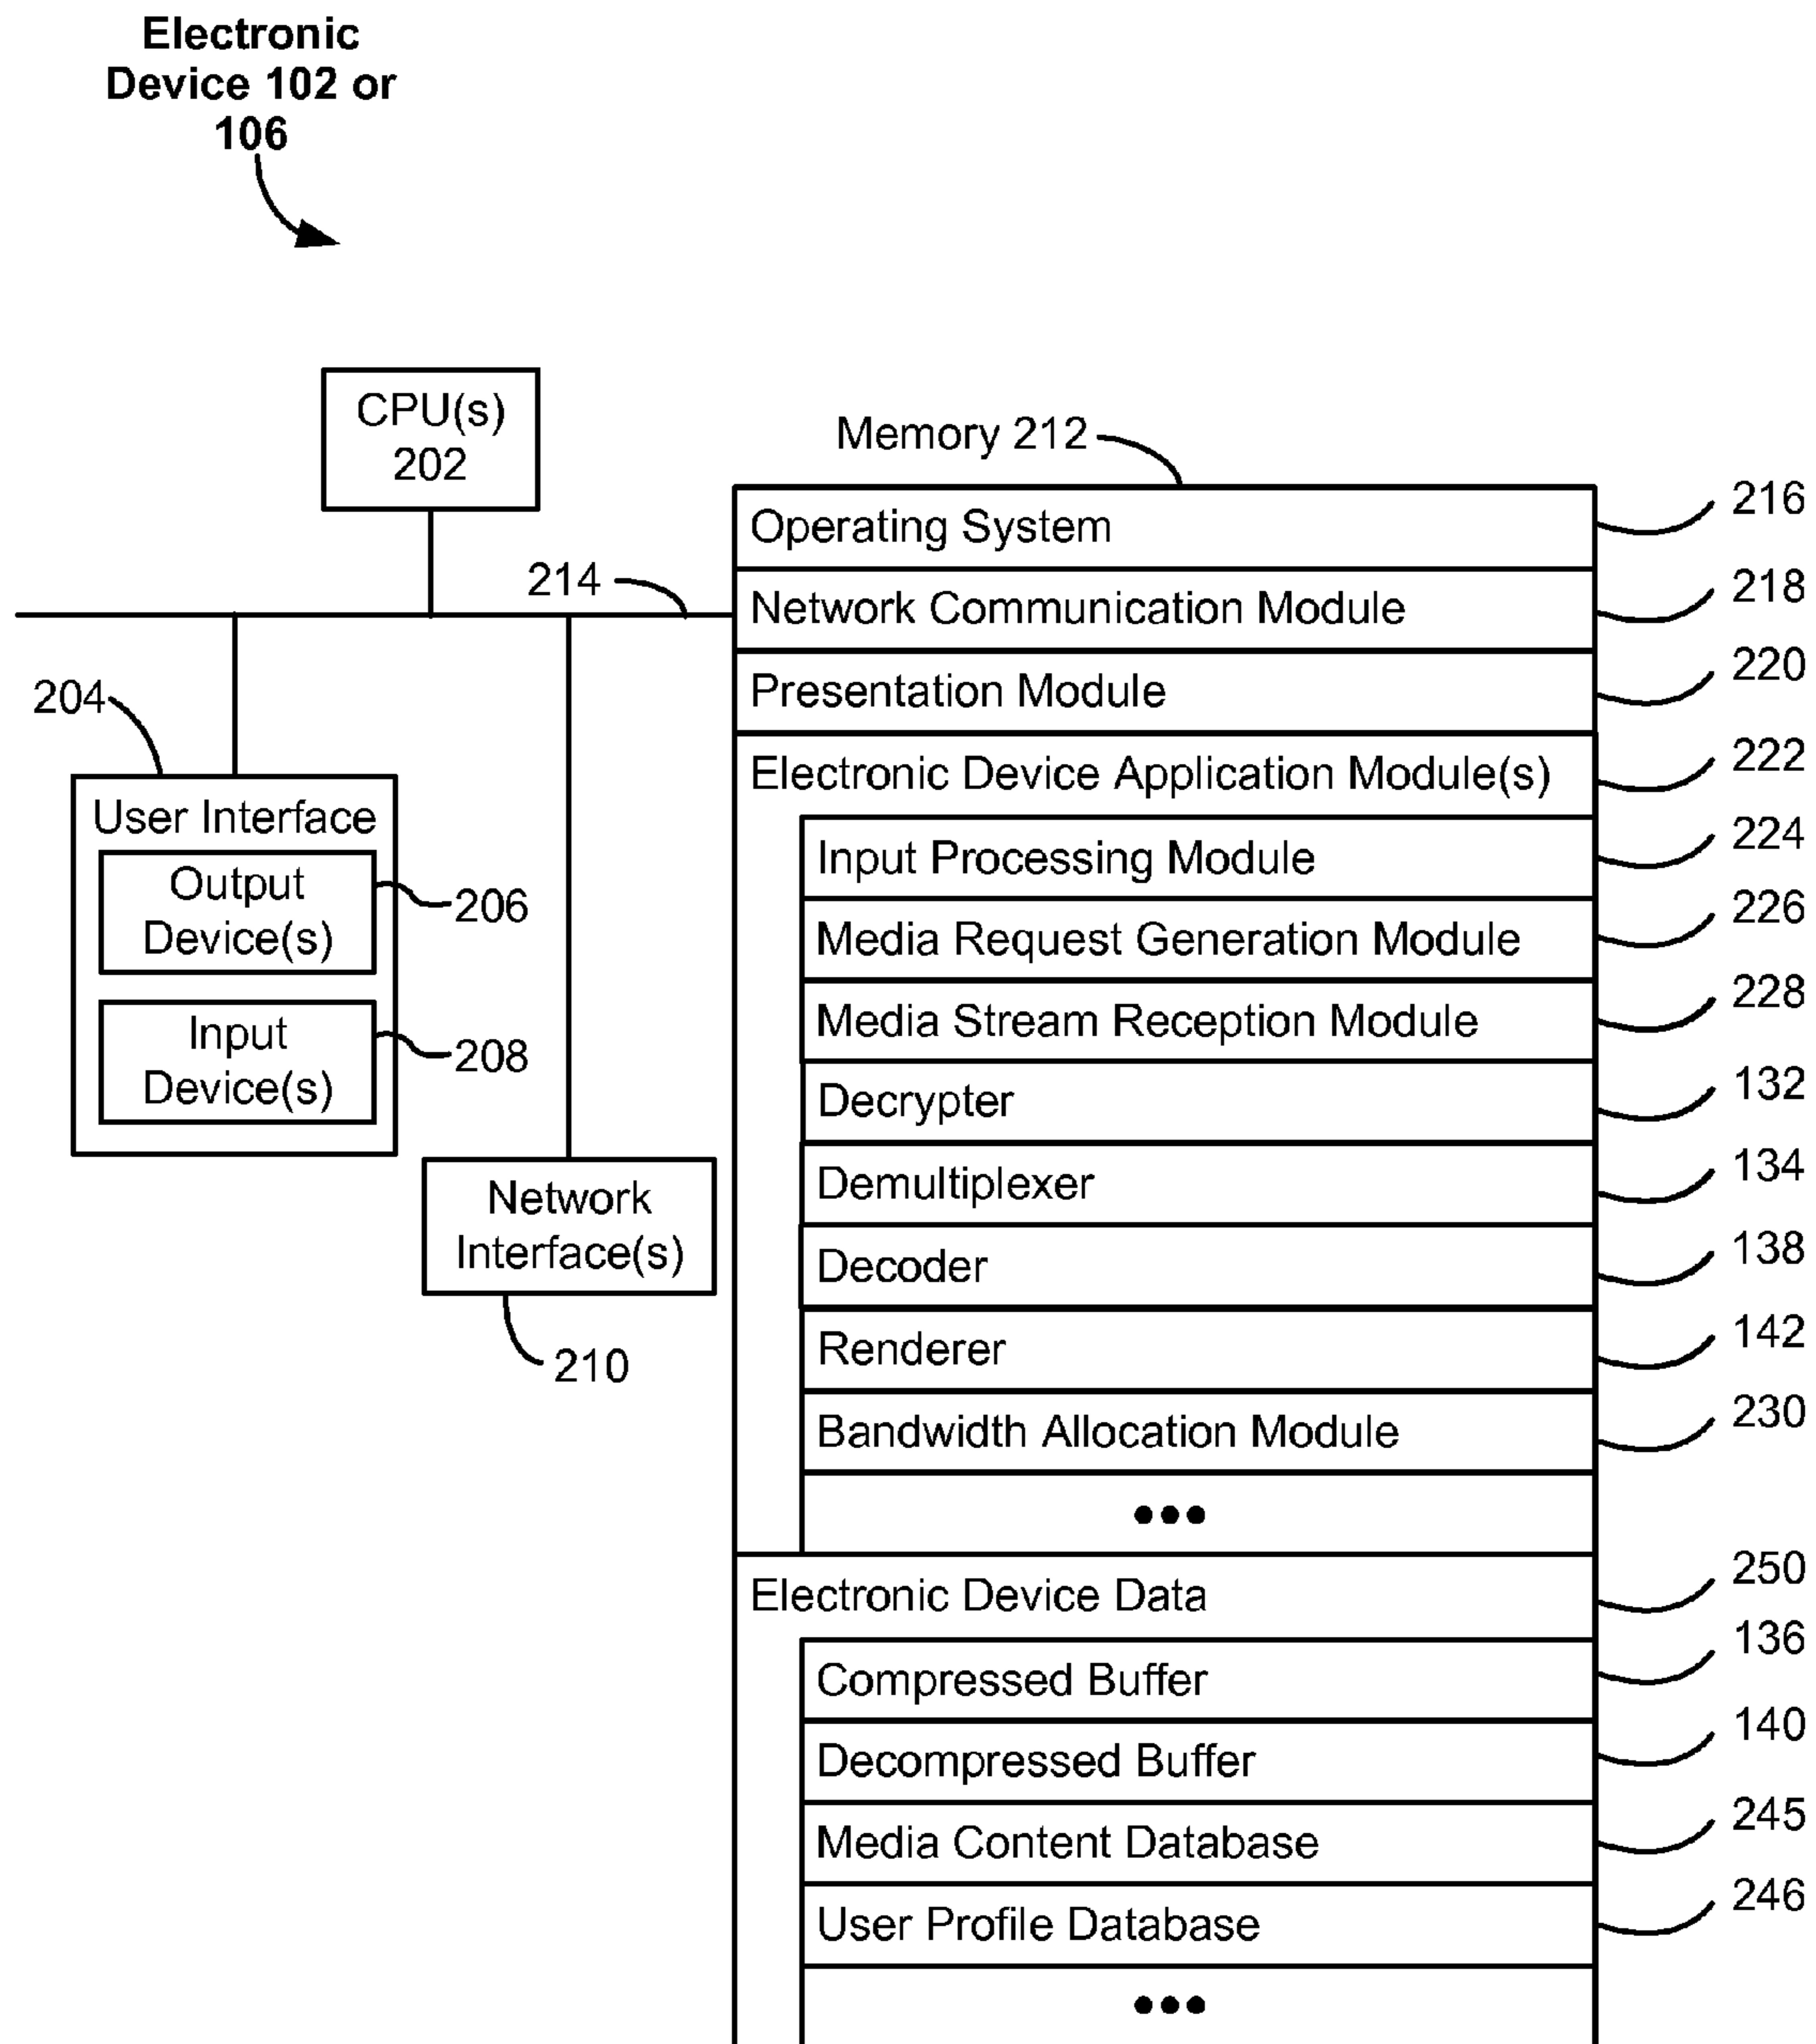 Electronic
Device 102 or
106
CPU(s)
202
Memory 212
214
204
User Interface
Output
Device(s)
206
Input
Device(s)
208
Network
Interface(s)
210
Operating System
216
Network Communication Module
218
Presentation Module
220
Electronic Device Application Module(s)
222
Input Processing Module
224
Media Request Generation Module
226
Media Stream Reception Module
228
Decrypter
132
Demultiplexer
134
Decoder
138
Renderer
142
Bandwidth Allocation Module
230
•••
Electronic Device Data
250
Compressed Buffer
136
Decompressed Buffer
140
Media Content Database
245
User Profile Database
246
•••